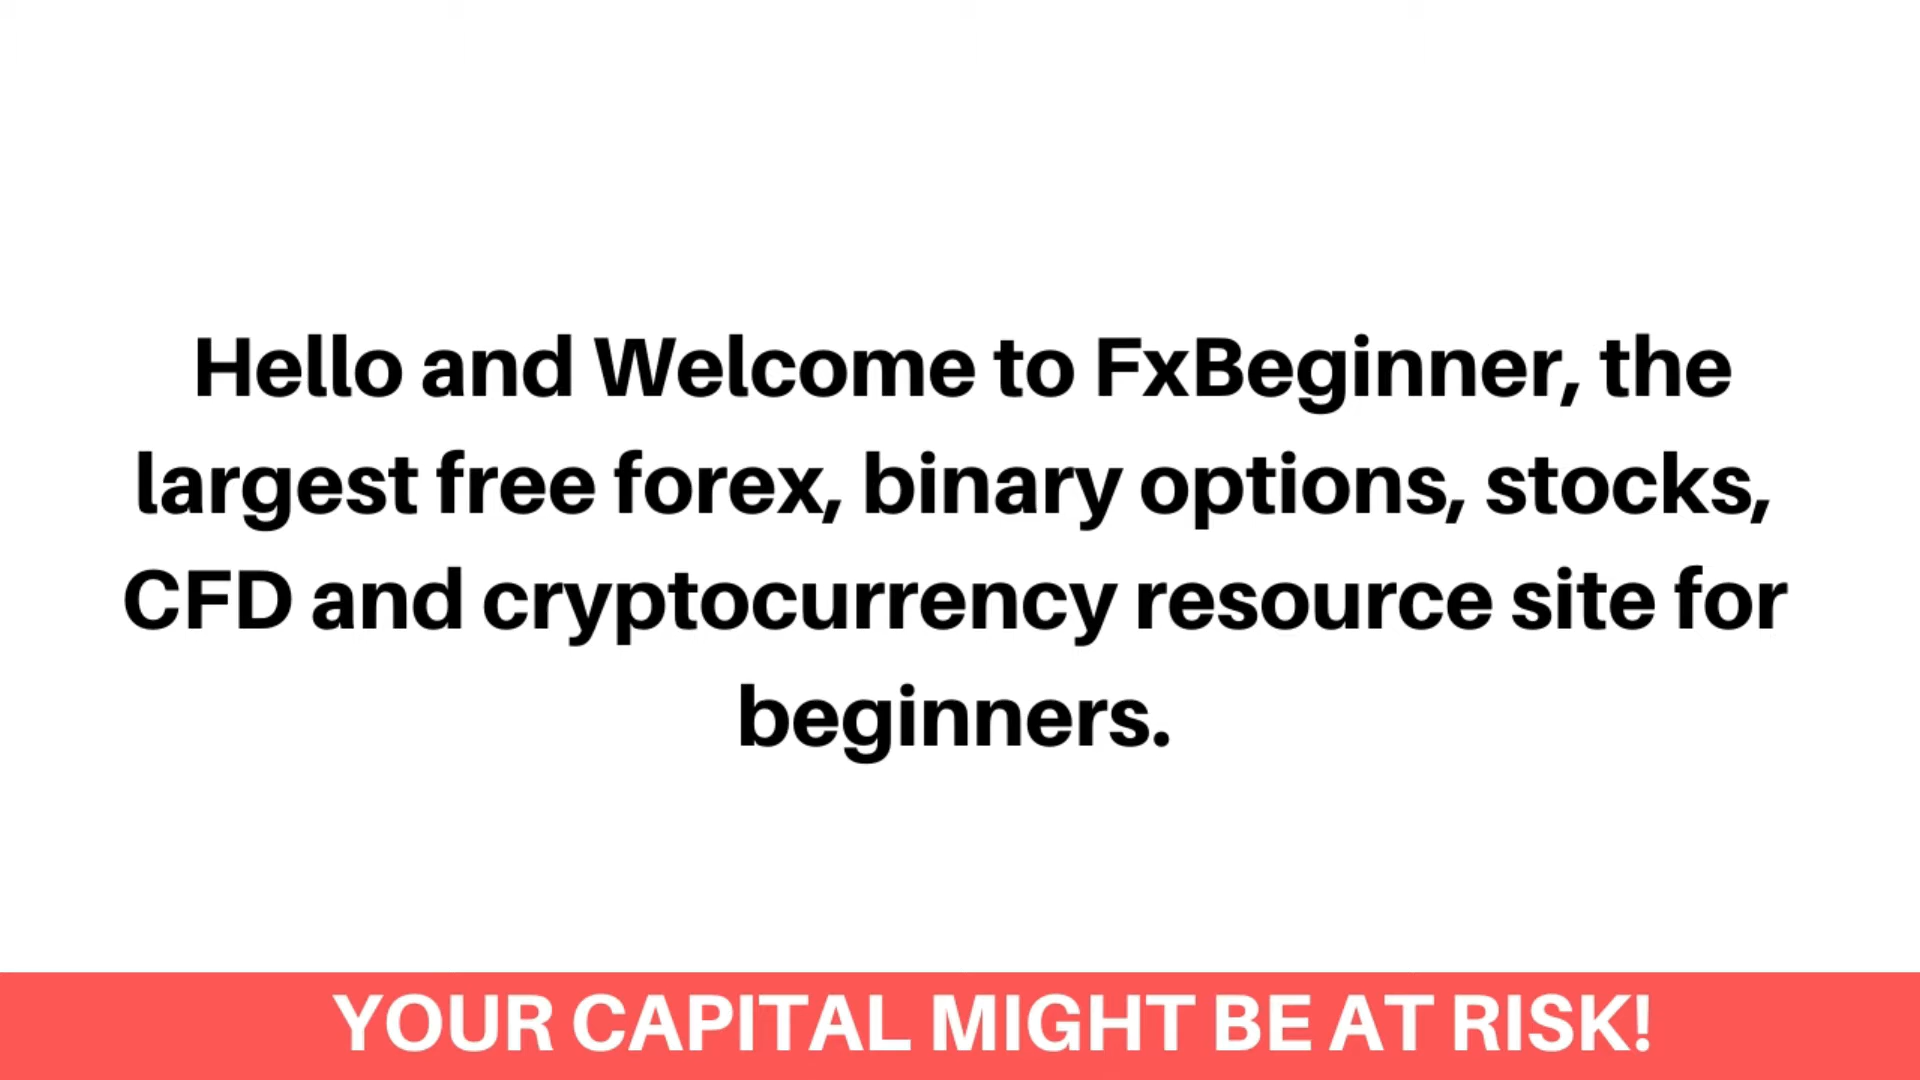 Hello and Welcome to FxBeginner, the
largest free forex, binary options, stocks,
CFD and cryptocurrency resource site for
beginners.
YOUR CAPITAL MIGHT BE AT RISK!